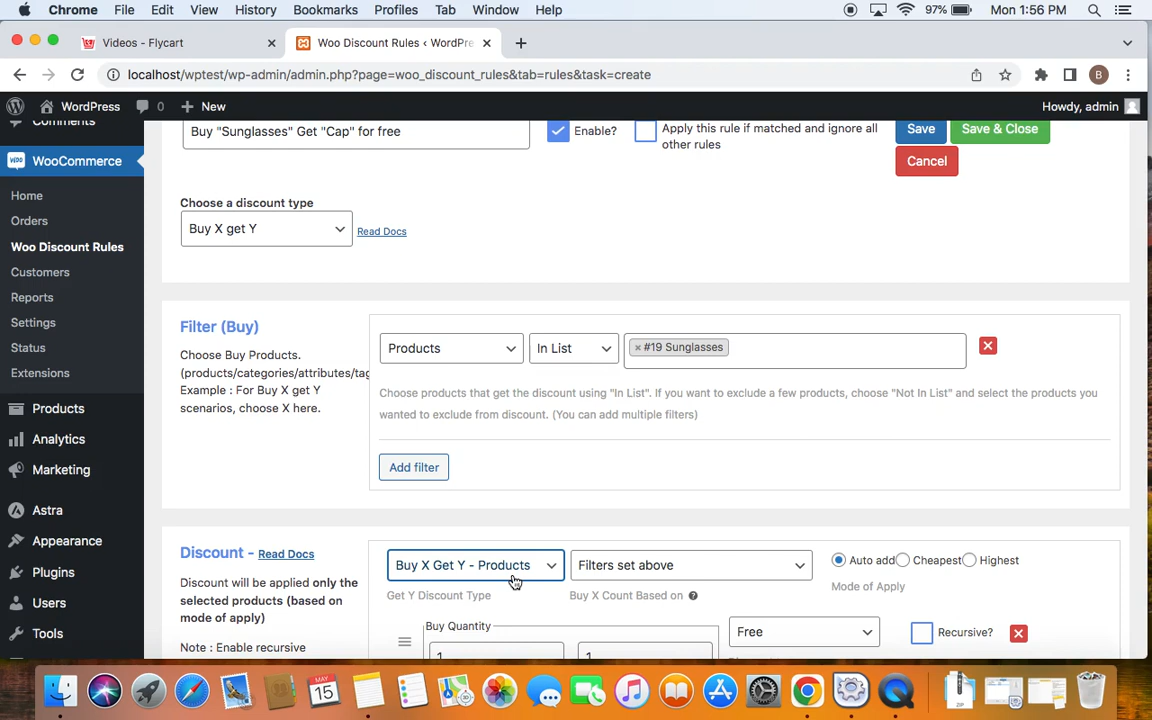 Chrome File Edit View History Bookmarks Profiles Tab Window Help 97% Mon 1:56 PM
Videos - Flycart Woo Discount Rules ‹ WordPre
localhost/wptest/wp-admin/admin.php?page=woo_discount_rules&tab=rules&task=create B
WordPress 0 New Howdy, admin
Comments
WooCommerce
Home
Orders
Woo Discount Rules
Customers
Reports
Settings
Status
Extensions
Products
Analytics
Marketing
Astra
Appearance
Plugins
Users
Tools
Buy "Sunglasses" Get "Cap" for free Enable? Apply this rule if matched and ignore all
other rules
Save Save & Close
Cancel
Choose a discount type
Buy X get Y Read Docs
Filter (Buy)
Choose Buy Products.
(products/categories/attributes/tag
Example : For Buy X get Y
scenarios, choose X here.
Products In List × #19 Sunglasses
Choose products that get the discount using "In List". If you want to exclude a few products, choose "Not In List" and select the products you
wanted to exclude from discount. (You can add multiple filters)
Add filter
Discount - Read Docs
Discount will be applied only the
selected products (based on
mode of apply)
Note : Enable recursive
Buy X Get Y - Products Filters set above Auto add Cheapest Highest
Get Y Discount Type Buy X Count Based on Mode of Apply
Buy Quantity
1 1 Free Recursive?
MAY
15
ZIP